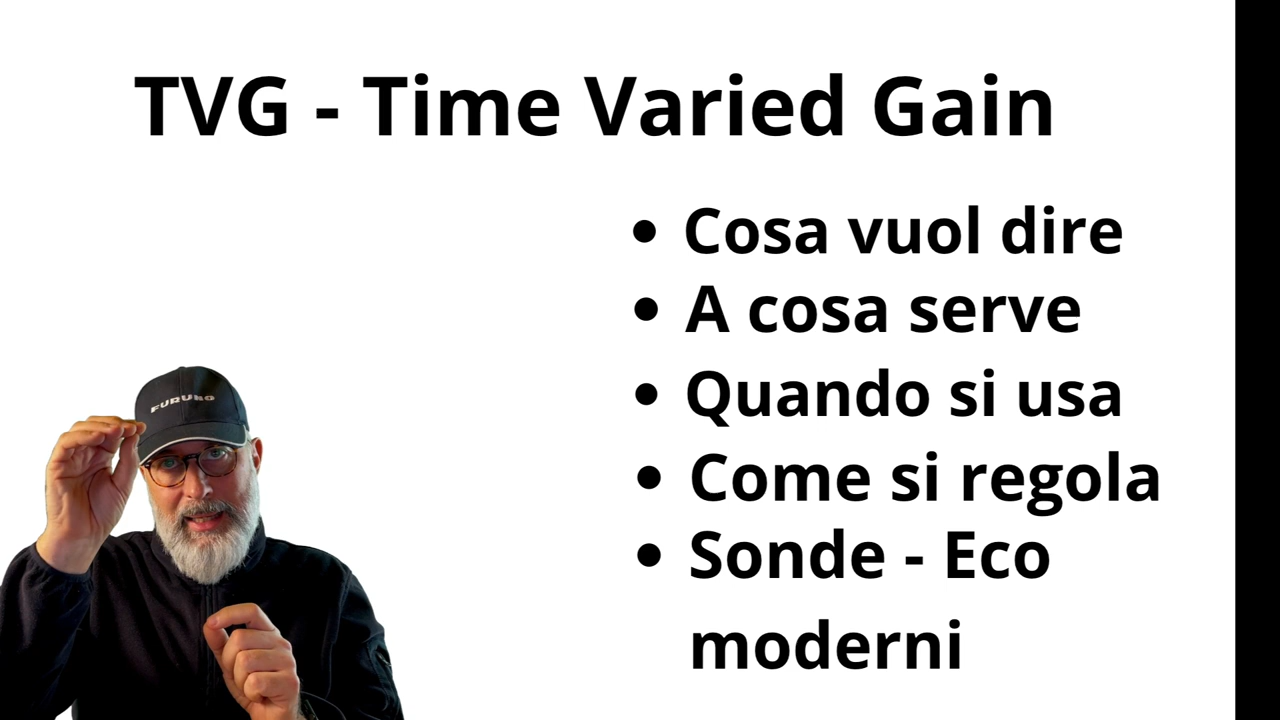 TVG - Time Varied Gain
• Cosa vuol dire
• A cosa serve
• Quando si usa
• Come si regola
• Sonde - Eco
moderni
FURUNO